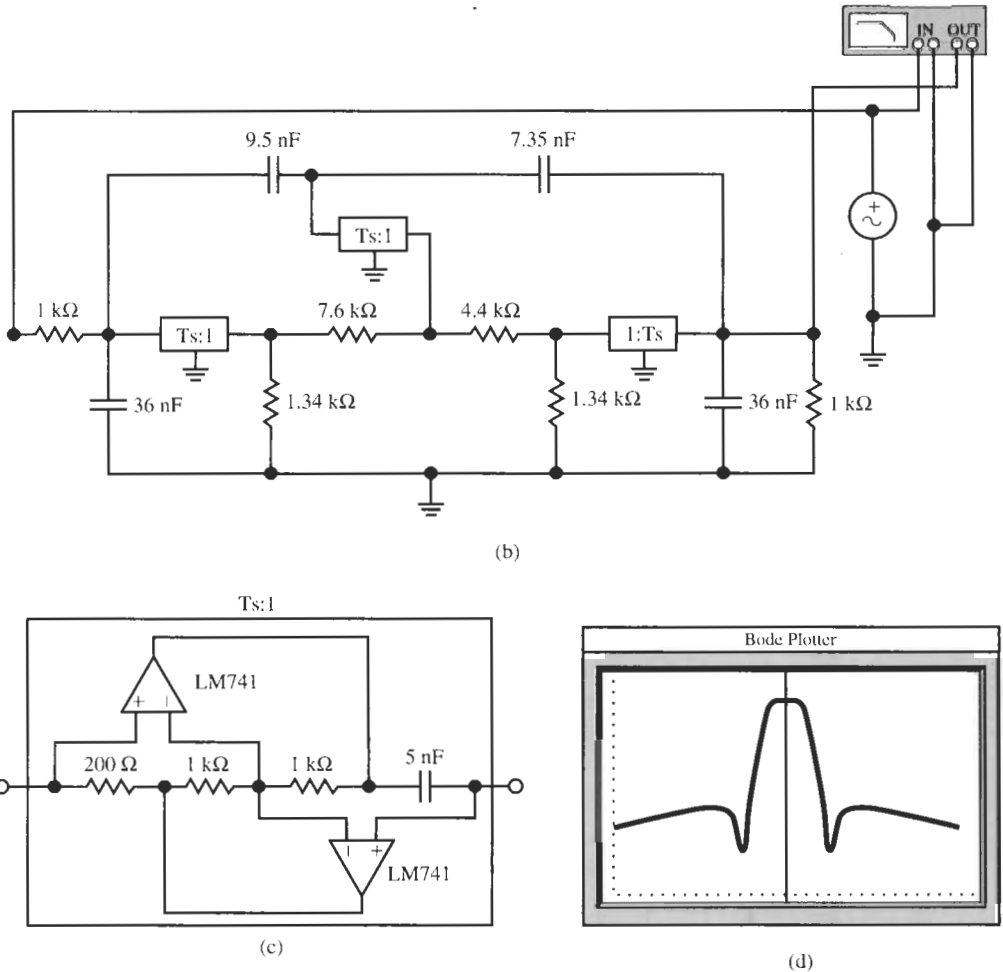 IN OUT
9.5 nF
7.35 nF
+
Ts:1
1 kΩ
7.6 kΩ
4.4 kΩ
Ts:1
1:Ts
36 nF
1.34 kΩ
1.34 kΩ
36 nF
1 kΩ
(b)
Ts:1
LM741
+ −
200 Ω
1 kΩ
1 kΩ
5 nF
− +
LM741
(c)
Bode Plotter
(d)